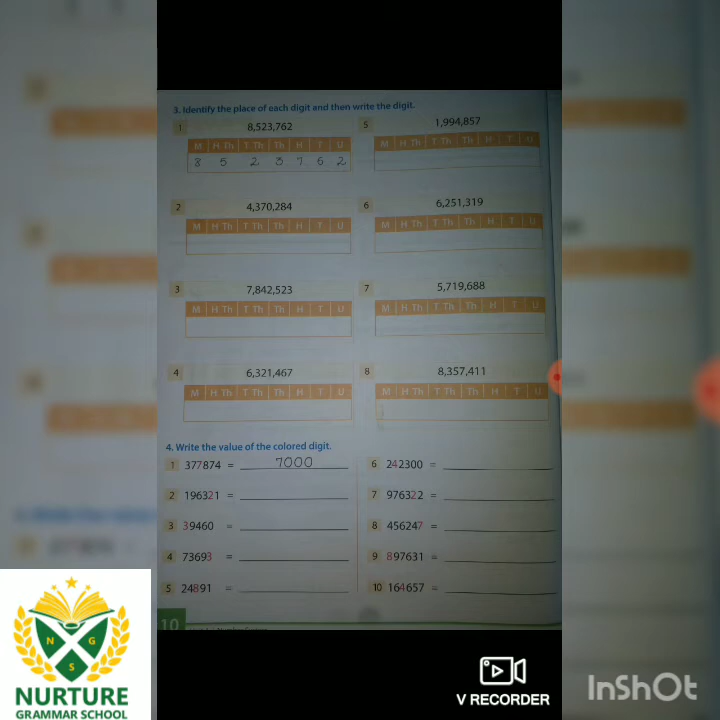 3. Identify the place of each digit and then write the digit.
1 8,523,762
M H Th T Th Th H T U
8 5 2 3 7 6 2
5 1,994,857
M H Th T Th Th H T U
2 4,370,284
M H Th T Th Th H T U
6 6,251,319
M H Th T Th Th H T U
3 7,842,523
M H Th T Th Th H T U
7 5,719,688
M H Th T Th Th H T U
4 6,321,467
M H Th T Th Th H T U
8 8,357,411
M H Th T Th Th H T U
4. Write the value of the colored digit.
1 377874 = 7000
2 196321 =
3 39460 =
4 73693 =
5 24891 =
6 242300 =
7 976322 =
8 456247 =
9 897631 =
10 164657 =
10
N G
S
NURTURE
GRAMMAR SCHOOL
V RECORDER
InShOt